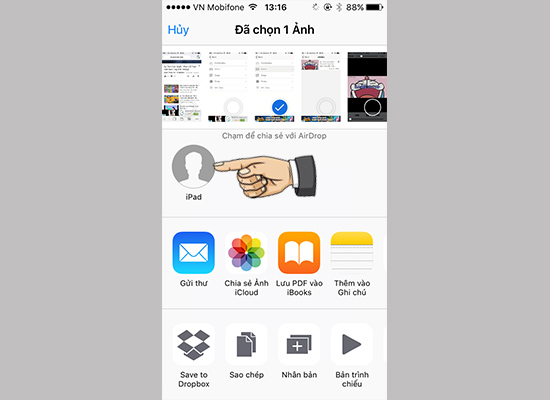 VN Mobifone 13:16 88%
Hủy Đã chọn 1 Ảnh
Chạm để chia sẻ với AirDrop
iPad
Gửi thư Chia sẻ Ảnh Lưu PDF vào Thêm vào
iCloud iBooks Ghi chú
Save to Sao chép Nhân bản Bản trình
Dropbox chiếu